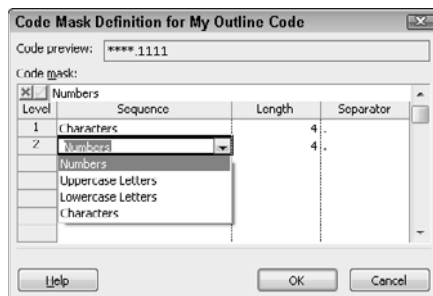 Code Mask Definition for My Outline Code
Code preview: ****.1111
Code mask:
Numbers
Level Sequence Length Separator
1 Characters 4 .
2 Numbers 4 .
Numbers
Uppercase Letters
Lowercase Letters
Characters
Help OK Cancel